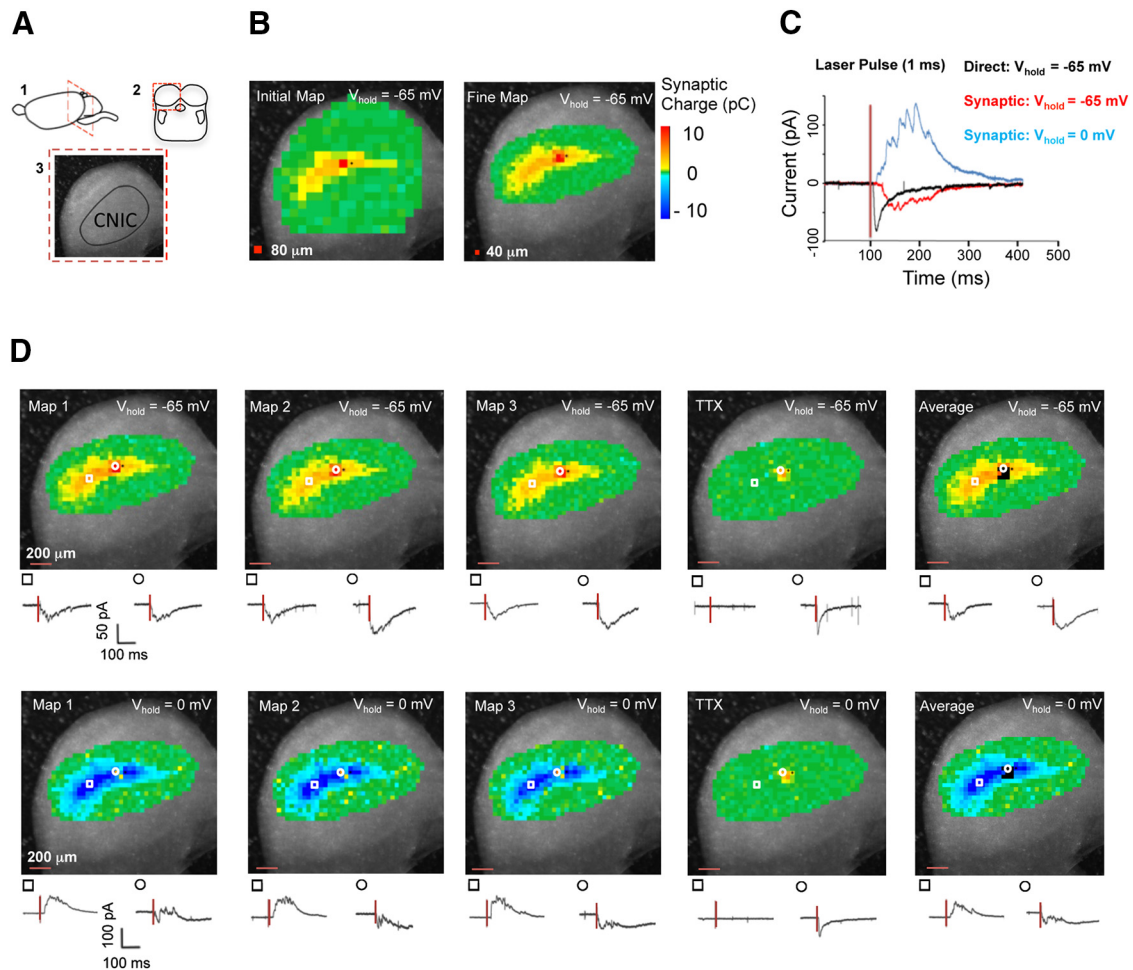 A
B
C
1
2
3
CNIC
Initial Map
Vhold = -65 mV
80 μm
Fine Map
Vhold = -65 mV
40 μm
Synaptic
Charge (pC)
10
0
- 10
Laser Pulse (1 ms)
Direct: Vhold = -65 mV
Synaptic: Vhold = -65 mV
Synaptic: Vhold = 0 mV
Current (pA)
100
0
-100
100
200
300
400
500
Time (ms)
D
Map 1
Vhold = -65 mV
200 μm
Map 2
Vhold = -65 mV
Map 3
Vhold = -65 mV
TTX
Vhold = -65 mV
Average
Vhold = -65 mV
50 pA
100 ms
Map 1
Vhold = 0 mV
200 μm
Map 2
Vhold = 0 mV
Map 3
Vhold = 0 mV
TTX
Vhold = 0 mV
Average
Vhold = 0 mV
100 pA
100 ms